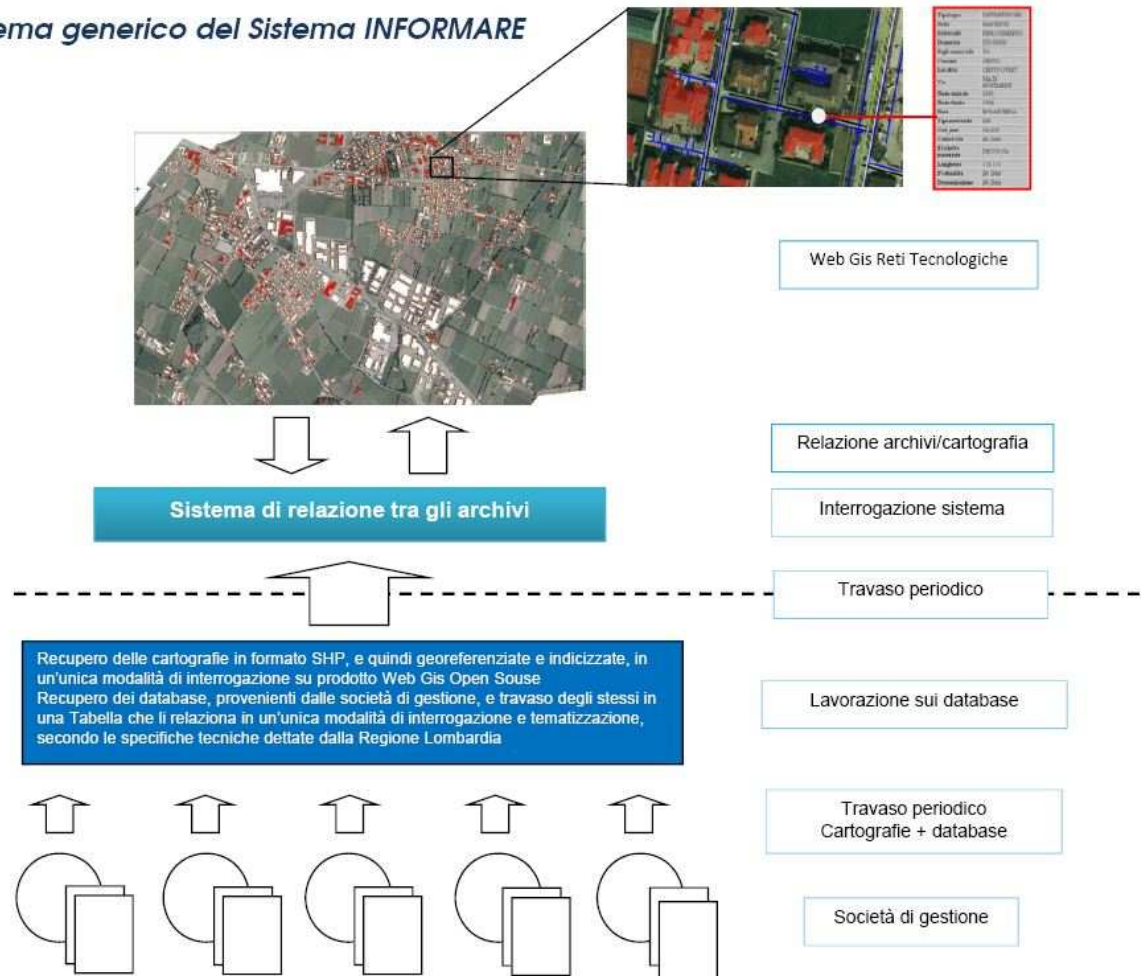 ema generico del Sistema INFORMARE
Tipologia
Comune
Via
Web Gis Reti Tecnologiche
Relazione archivi/cartografia
Sistema di relazione tra gli archivi
Interrogazione sistema
Travaso periodico
Recupero delle cartografie in formato SHP, e quindi georeferenziate e indicizzate, in
un'unica modalità di interrogazione su prodotto Web Gis Open Souse
Recupero dei database, provenienti dalle società di gestione, e travaso degli stessi in
una Tabella che li relaziona in un'unica modalità di interrogazione e tematizzazione,
secondo le specifiche tecniche dettate dalla Regione Lombardia
Lavorazione sui database
Travaso periodico
Cartografie + database
Società di gestione